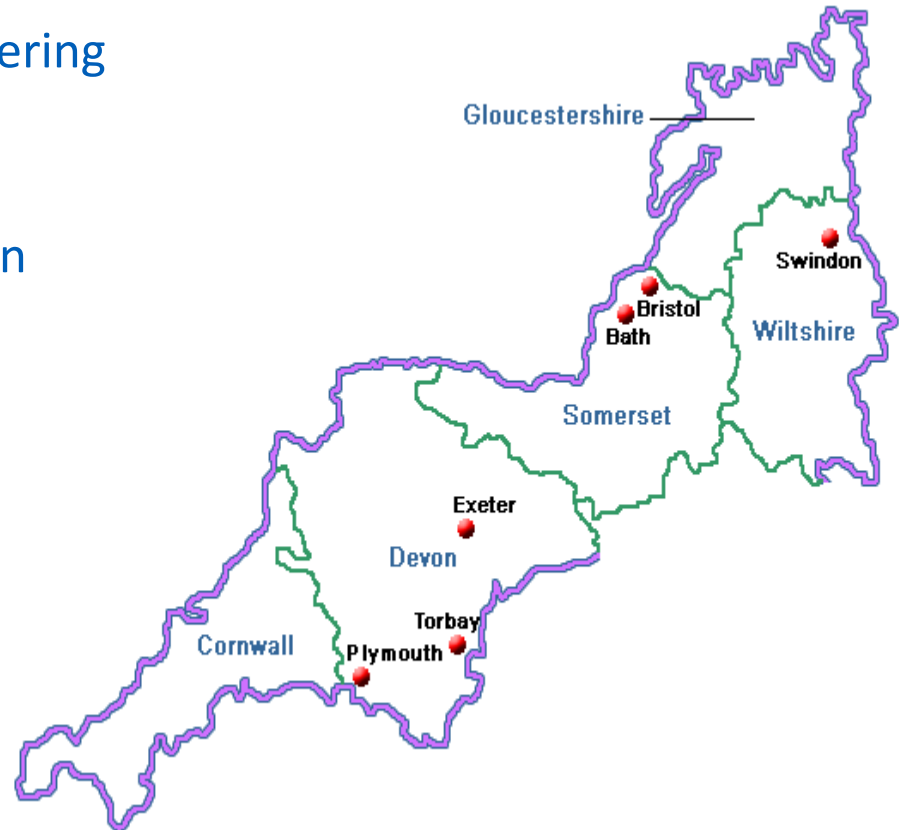 ering
Gloucestershire
n
Swindon
Bristol
Wiltshire
Bath
Somerset
Exeter
Devon
Torbay
Cornwall
Plymouth